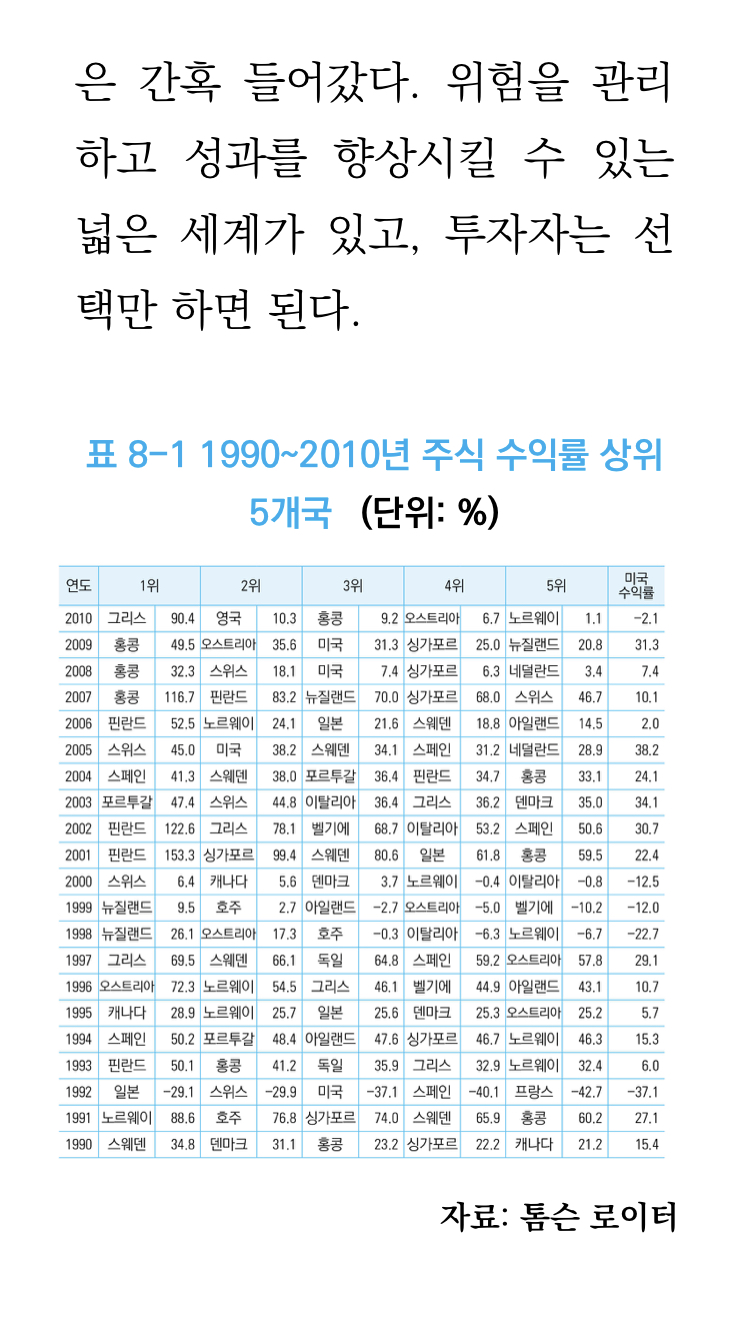 은 간혹 들어갔다. 위험을 관리
하고 성과를 향상시킬 수 있는
넓은 세계가 있고, 투자자는 선
택만 하면 된다.
표 8-1 1990~2010년 주식 수익률 상위
5개국 (단위: %)
연도 1위 2위 3위 4위 5위 미국 수익률
2010 그리스 90.4 영국 10.3 홍콩 9.2 오스트리아 6.7 노르웨이 1.1 -2.1
2009 홍콩 49.5 오스트리아 35.6 미국 31.3 싱가포르 25.0 뉴질랜드 20.8 31.3
2008 홍콩 32.3 스위스 18.1 미국 7.4 싱가포르 6.3 네덜란드 3.4 7.4
2007 홍콩 116.7 핀란드 83.2 뉴질랜드 70.0 싱가포르 68.0 스위스 46.7 10.1
2006 핀란드 52.5 노르웨이 24.1 일본 21.6 스웨덴 18.8 아일랜드 14.5 2.0
2005 스위스 45.0 미국 38.2 스웨덴 34.1 스페인 31.2 네덜란드 28.9 38.2
2004 스페인 41.3 스웨덴 38.0 포르투갈 36.4 핀란드 34.7 홍콩 33.1 24.1
2003 포르투갈 47.4 스위스 44.8 이탈리아 36.4 그리스 36.2 덴마크 35.0 34.1
2002 핀란드 122.6 그리스 78.1 벨기에 68.7 이탈리아 53.2 스페인 50.6 30.7
2001 핀란드 153.3 싱가포르 99.4 스웨덴 80.6 일본 61.8 홍콩 59.5 22.4
2000 스위스 6.4 캐나다 5.6 덴마크 3.7 노르웨이 -0.4 이탈리아 -0.8 -12.5
1999 뉴질랜드 9.5 호주 2.7 아일랜드 -2.7 오스트리아 -5.0 벨기에 -10.2 -12.0
1998 뉴질랜드 26.1 오스트리아 17.3 호주 -0.3 이탈리아 -6.3 노르웨이 -6.7 -22.7
1997 그리스 69.5 스웨덴 66.1 독일 64.8 스페인 59.2 오스트리아 57.8 29.1
1996 오스트리아 72.3 노르웨이 54.5 그리스 46.1 벨기에 44.9 아일랜드 43.1 10.7
1995 캐나다 28.9 노르웨이 25.7 일본 25.6 덴마크 25.3 오스트리아 25.2 5.7
1994 스페인 50.2 포르투갈 48.4 아일랜드 47.6 싱가포르 46.7 노르웨이 46.3 15.3
1993 핀란드 50.1 홍콩 41.2 독일 35.9 그리스 32.9 노르웨이 32.4 6.0
1992 일본 -29.1 스위스 -29.9 미국 -37.1 스페인 -40.1 프랑스 -42.7 -37.1
1991 노르웨이 88.6 호주 76.8 싱가포르 74.0 스웨덴 65.9 홍콩 60.2 27.1
1990 스웨덴 34.8 덴마크 31.1 홍콩 23.2 싱가포르 22.2 캐나다 21.2 15.4
자료: 톰슨 로이터